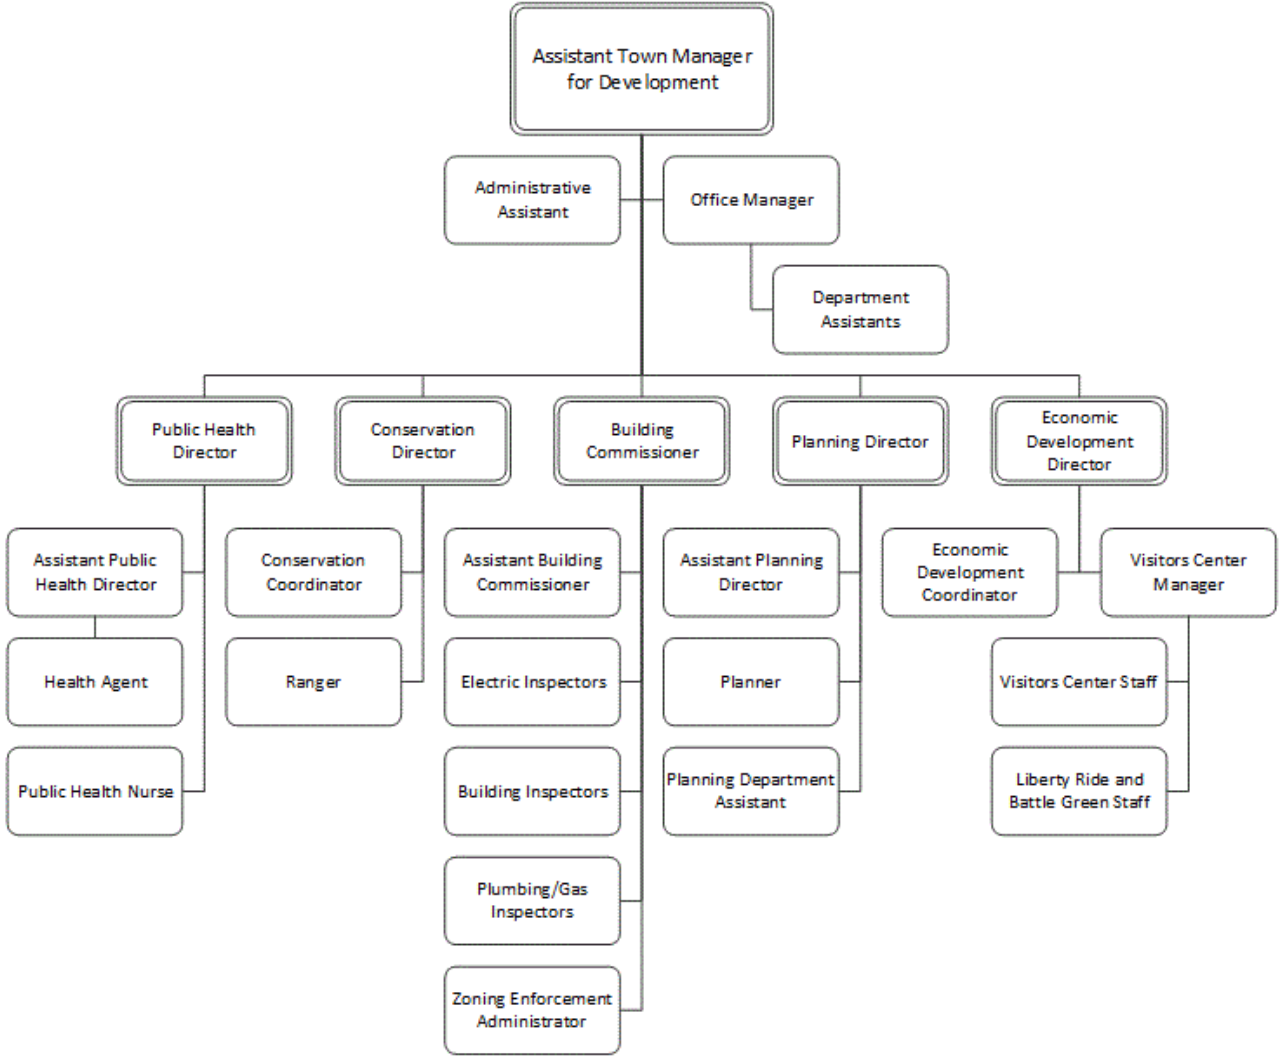 Assistant Town Manager
for Development
Administrative
Assistant
Office Manager
Department
Assistants
Public Health
Director
Conservation
Director
Building
Commissioner
Planning Director
Economic
Development
Director
Assistant Public
Health Director
Conservation
Coordinator
Assistant Building
Commissioner
Assistant Planning
Director
Economic
Development
Coordinator
Visitors Center
Manager
Health Agent
Ranger
Electric Inspectors
Planner
Visitors Center Staff
Public Health Nurse
Building Inspectors
Planning Department
Assistant
Liberty Ride and
Battle Green Staff
Plumbing/Gas
Inspectors
Zoning Enforcement
Administrator